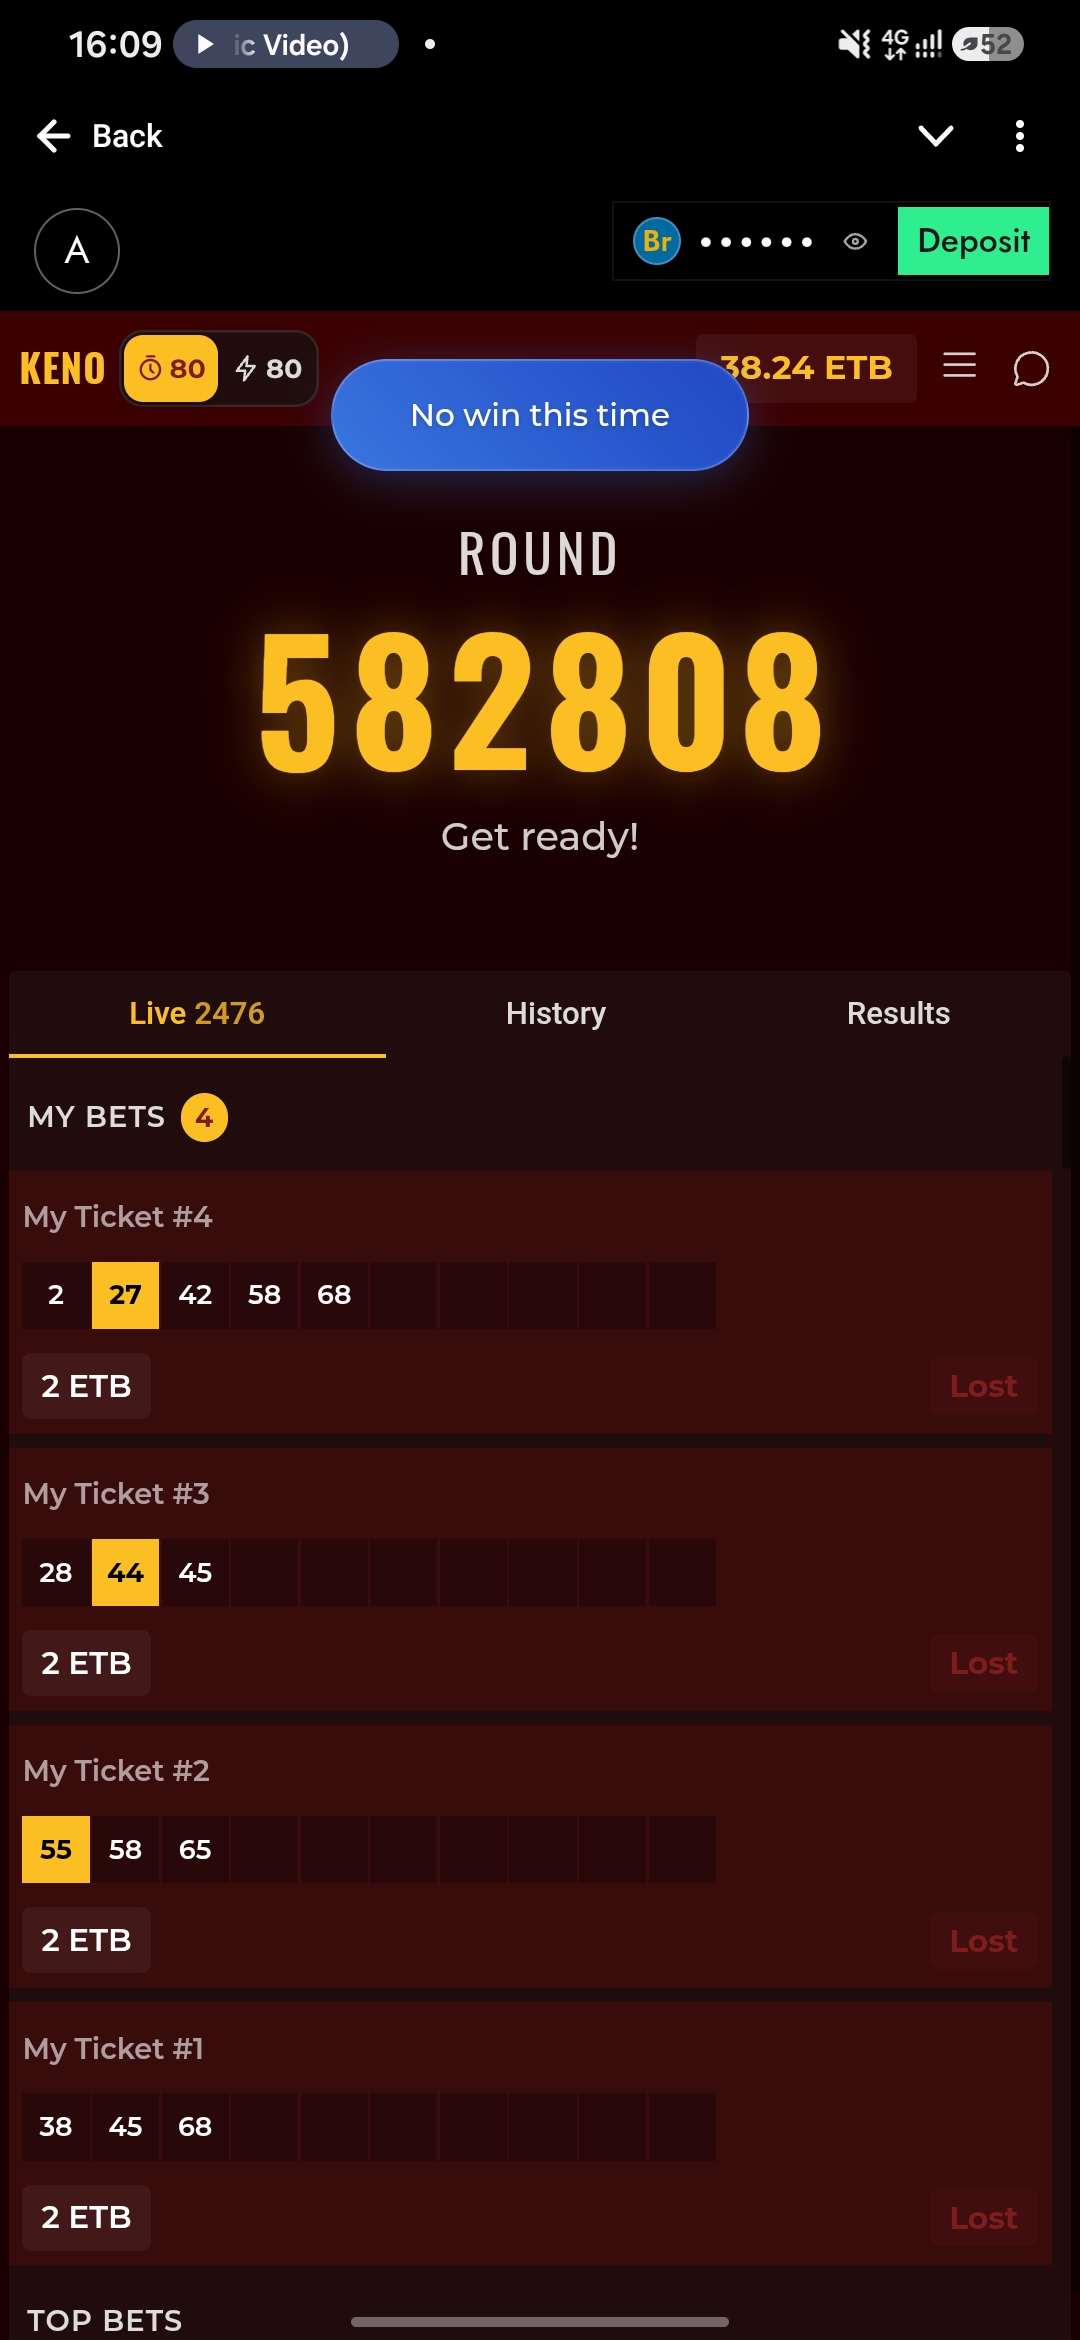 16:09 ic Video) 4G 52
Back
A Br •••••• Deposit
KENO 80 80 38.24 ETB
No win this time
ROUND
582808
Get ready!
Live 2476 History Results
MY BETS 4
My Ticket #4
2 27 42 58 68
2 ETB Lost
My Ticket #3
28 44 45
2 ETB Lost
My Ticket #2
55 58 65
2 ETB Lost
My Ticket #1
38 45 68
2 ETB Lost
TOP BETS